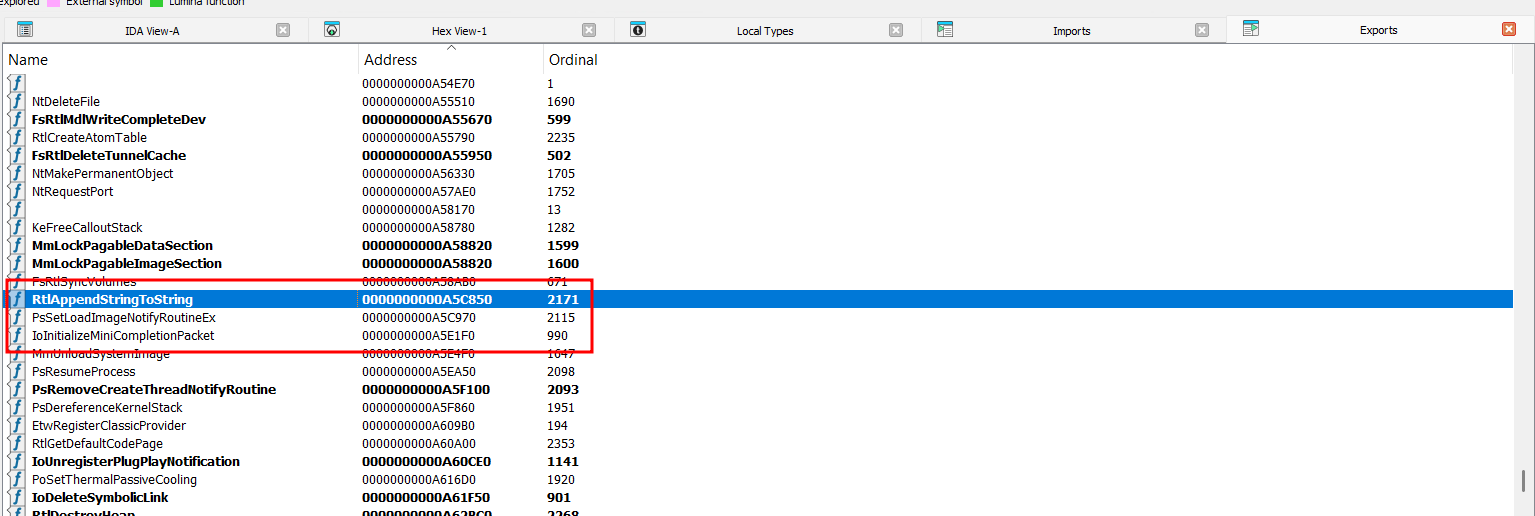 explored External symbol Lumina function
IDA View-A Hex View-1 Local Types Imports Exports
Name Address Ordinal
0000000000A54E70 1
NtDeleteFile 0000000000A55510 1690
FsRtlMdlWriteCompleteDev 0000000000A55670 599
RtlCreateAtomTable 0000000000A55790 2235
FsRtlDeleteTunnelCache 0000000000A55950 502
NtMakePermanentObject 0000000000A56330 1705
NtRequestPort 0000000000A57AE0 1752
0000000000A58170 13
KeFreeCalloutStack 0000000000A58780 1282
MmLockPagableDataSection 0000000000A58820 1599
MmLockPagableImageSection 0000000000A58820 1600
FsRtlSyncVolumes 0000000000A58AB0 671
RtlAppendStringToString 0000000000A5C850 2171
PsSetLoadImageNotifyRoutineEx 0000000000A5C970 2115
IoInitializeMiniCompletionPacket 0000000000A5E1F0 990
MmUnloadSystemImage 0000000000A5E4F0 1647
PsResumeProcess 0000000000A5EA50 2098
PsRemoveCreateThreadNotifyRoutine 0000000000A5F100 2093
PsDereferenceKernelStack 0000000000A5F860 1951
EtwRegisterClassicProvider 0000000000A609B0 194
RtlGetDefaultCodePage 0000000000A60A00 2353
IoUnregisterPlugPlayNotification 0000000000A60CE0 1141
PoSetThermalPassiveCooling 0000000000A616D0 1920
IoDeleteSymbolicLink 0000000000A61F50 901
RtlDestroyHeap 0000000000A62BC0 2268